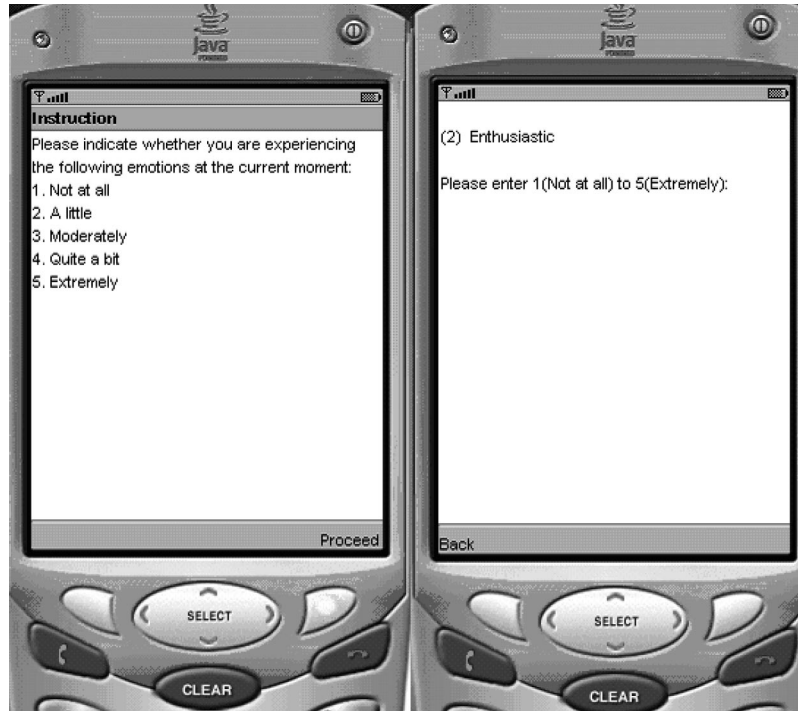 Java
POWERED
Instruction
Please indicate whether you are experiencing
the following emotions at the current moment:
1. Not at all
2. A little
3. Moderately
4. Quite a bit
5. Extremely
Proceed
SELECT
CLEAR
Java
POWERED
(2) Enthusiastic
Please enter 1(Not at all) to 5(Extremely):
Back
SELECT
CLEAR